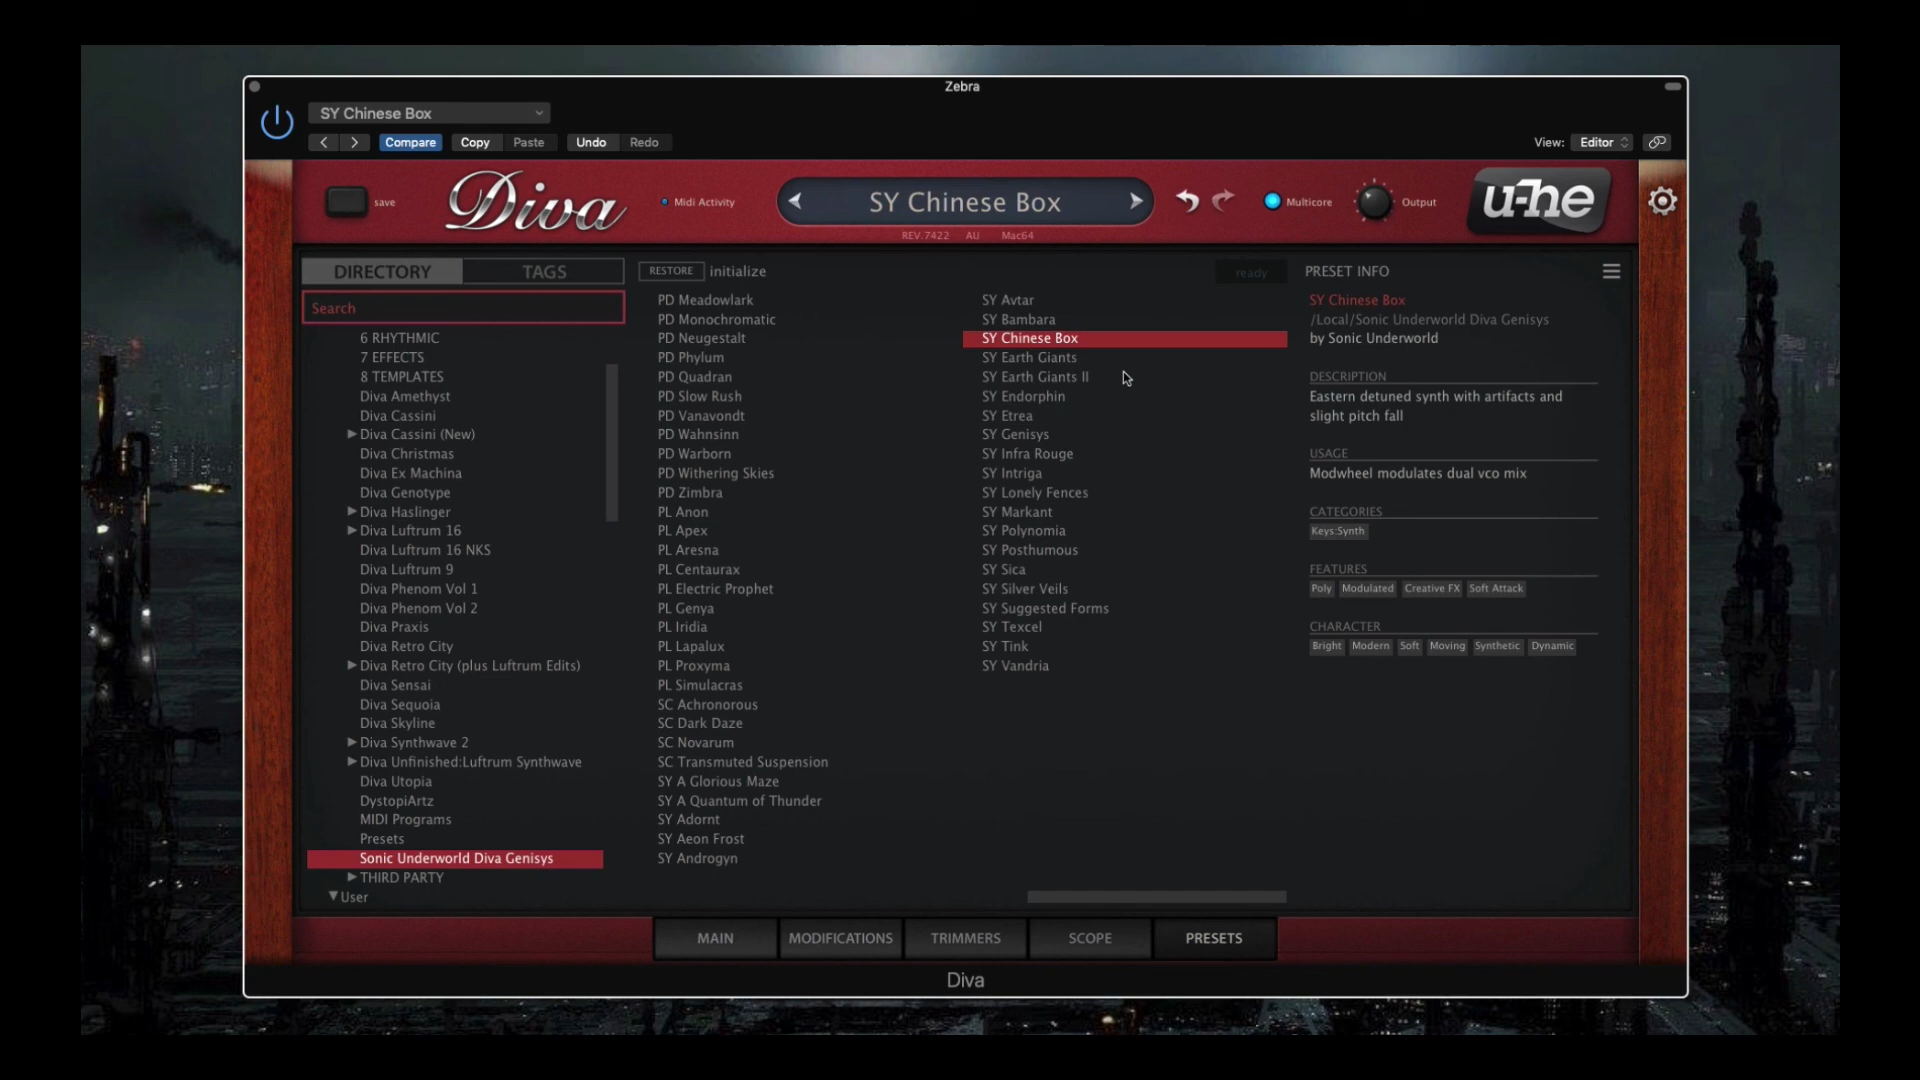 Zebra
SY Chinese Box
Compare Copy Paste Undo Redo
View: Editor
save
Diva
Midi Activity
SY Chinese Box
REV.7422 AU Mac64
Multicore
Output
u-he
DIRECTORY TAGS
Search
6 RHYTHMIC
7 EFFECTS
8 TEMPLATES
Diva Amethyst
Diva Cassini
Diva Cassini (New)
Diva Christmas
Diva Ex Machina
Diva Genotype
Diva Haslinger
Diva Luftrum 16
Diva Luftrum 16 NKS
Diva Luftrum 9
Diva Phenom Vol 1
Diva Phenom Vol 2
Diva Praxis
Diva Retro City
Diva Retro City (plus Luftrum Edits)
Diva Sensai
Diva Sequoia
Diva Skyline
Diva Synthwave 2
Diva Unfinished:Luftrum Synthwave
Diva Utopia
DystopiArtz
MIDI Programs
Presets
Sonic Underworld Diva Genisys
THIRD PARTY
User
RESTORE initialize
ready
PD Meadowlark
PD Monochromatic
PD Neugestalt
PD Phylum
PD Quadran
PD Slow Rush
PD Vanavondt
PD Wahnsinn
PD Warborn
PD Withering Skies
PD Zimbra
PL Anon
PL Apex
PL Aresna
PL Centaurax
PL Electric Prophet
PL Genya
PL Iridia
PL Lapalux
PL Proxyma
PL Simulacras
SC Achronorous
SC Dark Daze
SC Novarum
SC Transmuted Suspension
SY A Glorious Maze
SY A Quantum of Thunder
SY Adornt
SY Aeon Frost
SY Androgyn
SY Avtar
SY Bambara
SY Chinese Box
SY Earth Giants
SY Earth Giants II
SY Endorphin
SY Etrea
SY Genisys
SY Infra Rouge
SY Intriga
SY Lonely Fences
SY Markant
SY Polynomia
SY Posthumous
SY Sica
SY Silver Veils
SY Suggested Forms
SY Texcel
SY Tink
SY Vandria
PRESET INFO
SY Chinese Box
/Local/Sonic Underworld Diva Genisys
by Sonic Underworld
DESCRIPTION
Eastern detuned synth with artifacts and
slight pitch fall
USAGE
Modwheel modulates dual vco mix
CATEGORIES
Keys:Synth
FEATURES
Poly Modulated Creative FX Soft Attack
CHARACTER
Bright Modern Soft Moving Synthetic Dynamic
MAIN MODIFICATIONS TRIMMERS SCOPE PRESETS
Diva